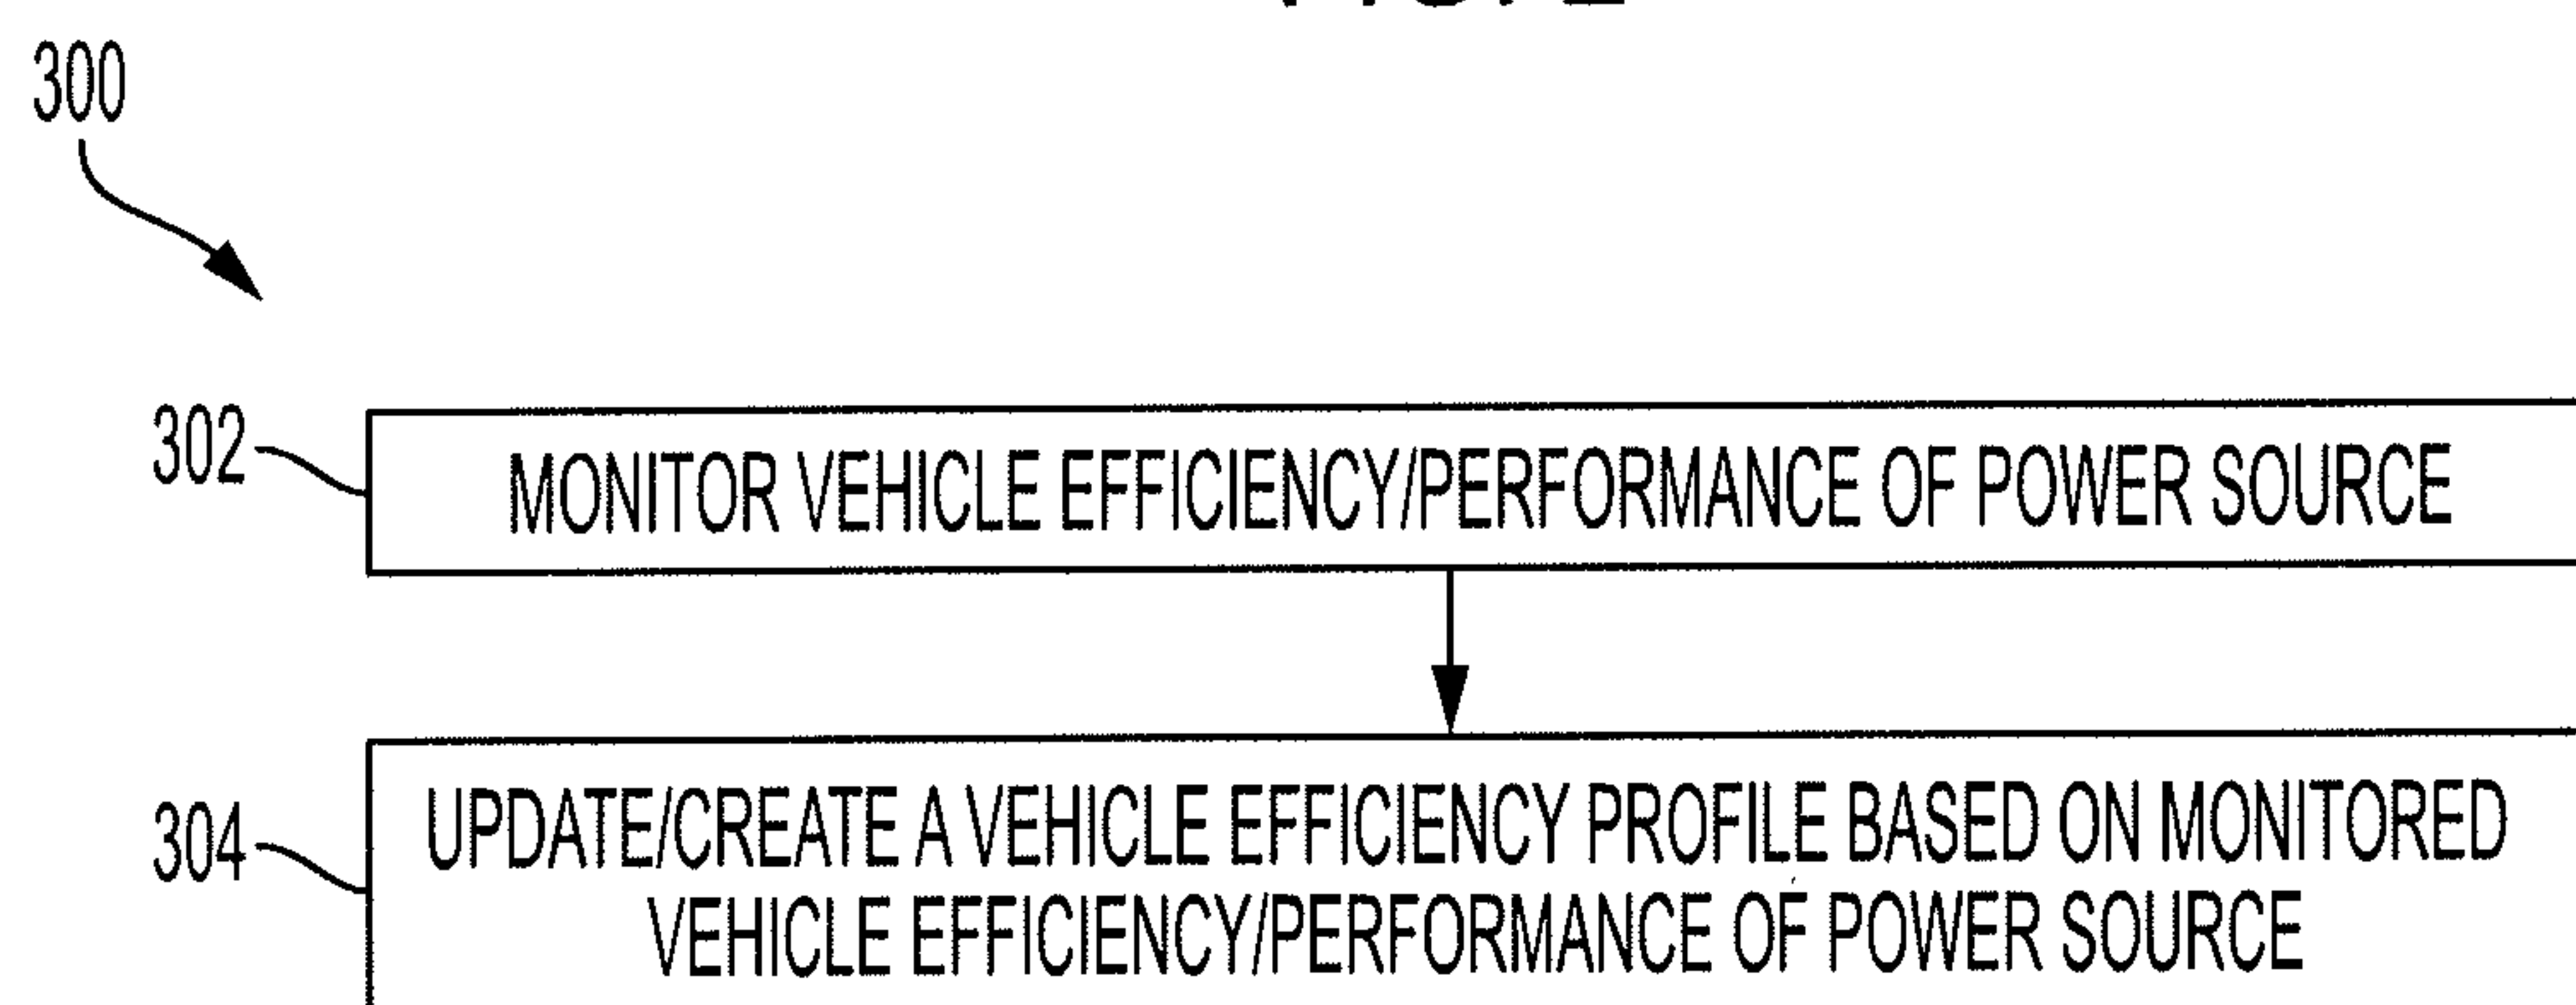 300
302
MONITOR VEHICLE EFFICIENCY/PERFORMANCE OF POWER SOURCE
304
UPDATE/CREATE A VEHICLE EFFICIENCY PROFILE BASED ON MONITORED
VEHICLE EFFICIENCY/PERFORMANCE OF POWER SOURCE